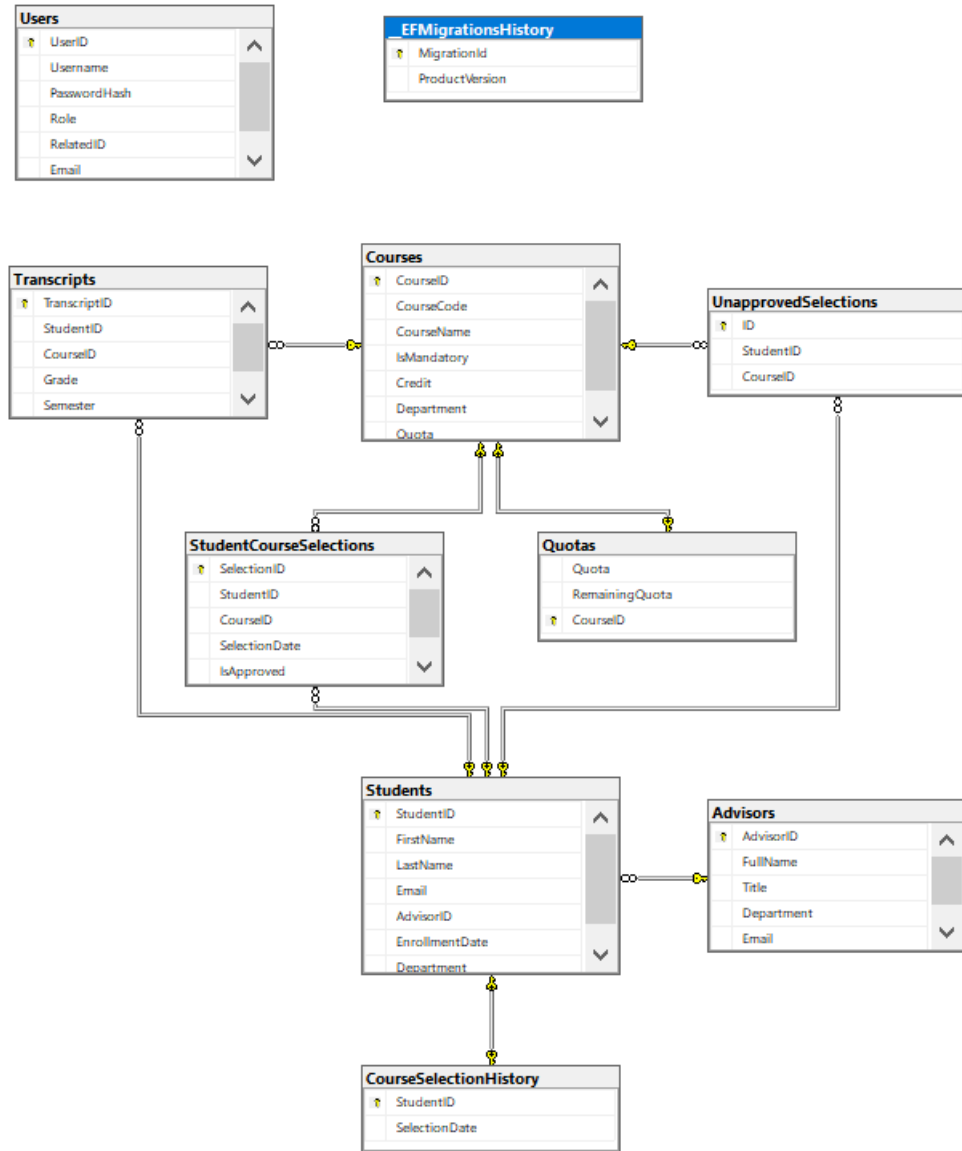 Users
UserID
Username
PasswordHash
Role
RelatedID
Email
__EFMigrationsHistory
MigrationId
ProductVersion
Transcripts
TranscriptID
StudentID
CourseID
Grade
Semester
Courses
CourseID
CourseCode
CourseName
IsMandatory
Credit
Department
Quota
UnapprovedSelections
ID
StudentID
CourseID
StudentCourseSelections
SelectionID
StudentID
CourseID
SelectionDate
IsApproved
Quotas
Quota
RemainingQuota
CourseID
Students
StudentID
FirstName
LastName
Email
AdvisorID
EnrollmentDate
Department
Advisors
AdvisorID
FullName
Title
Department
Email
CourseSelectionHistory
StudentID
SelectionDate